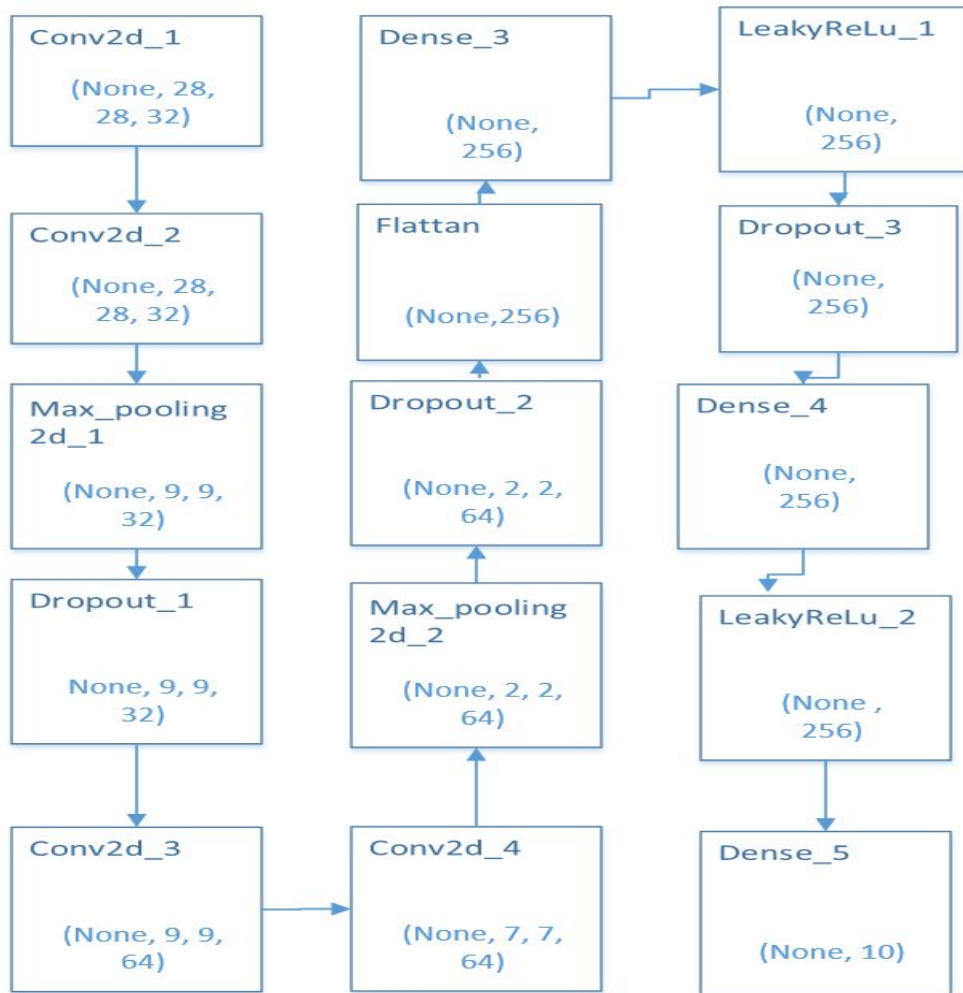 Conv2d_1
(None, 28,
28, 32)
Conv2d_2
(None, 28,
28, 32)
Max_pooling
2d_1
(None, 9, 9,
32)
Dropout_1
None, 9, 9,
32)
Conv2d_3
(None, 9, 9,
64)
Conv2d_4
(None, 7, 7,
64)
Max_pooling
2d_2
(None, 2, 2,
64)
Dropout_2
(None, 2, 2,
64)
Flattan
(None,256)
Dense_3
(None,
256)
LeakyReLu_1
(None,
256)
Dropout_3
(None,
256)
Dense_4
(None,
256)
LeakyReLu_2
(None ,
256)
Dense_5
(None, 10)